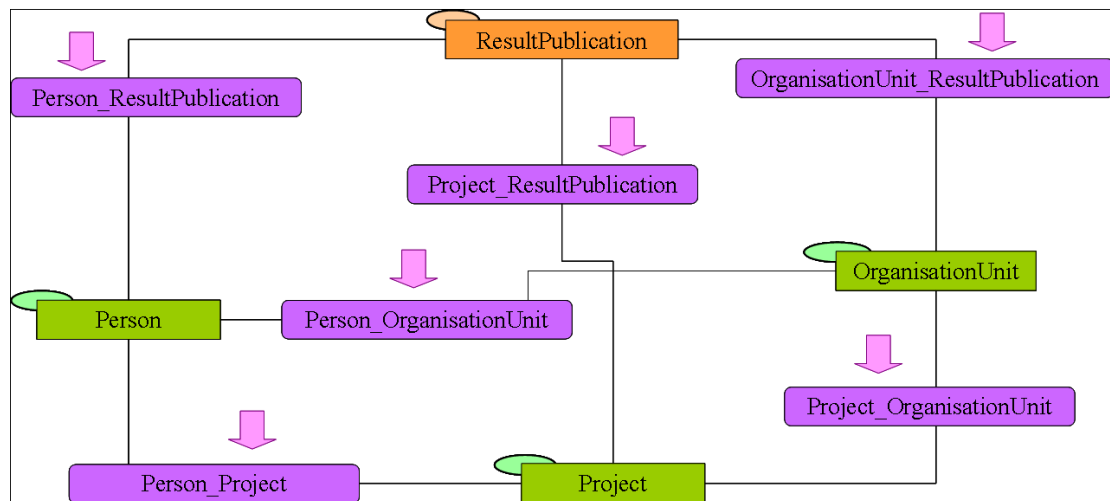 ResultPublication
Person_ResultPublication
OrganisationUnit_ResultPublication
Project_ResultPublication
OrganisationUnit
Person
Person_OrganisationUnit
Project_OrganisationUnit
Person_Project
Project